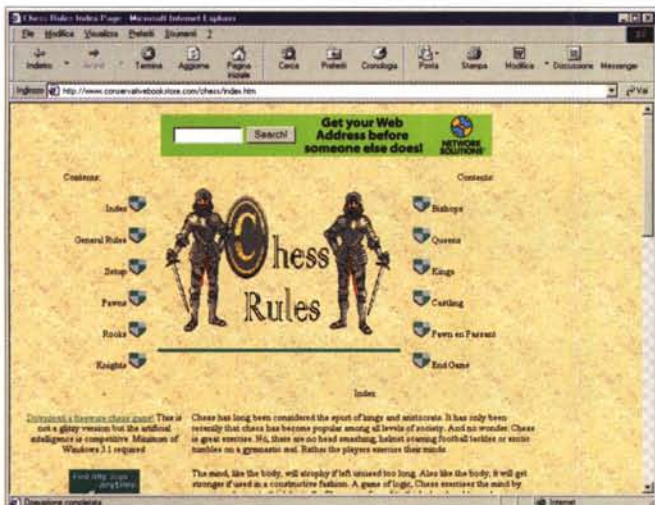 Chess Rules Index Page - Microsoft Internet Explorer
File Modifica Visualizza Preferiti Strumenti ?
Indietro Avanti Termina Aggiorna Pagina iniziale Cerca Preferiti Cronologia Posta Stampa Modifica Discussione Messenger
Indirizzo http://www.conservativebookstore.com/chess/index.htm Vai
Search!
Get your Web
Address before
someone else does!
NETWORK
SOLUTIONS
Contents:
Index
General Rules
Setup
Pawns
Rooks
Knights
Chess
Rules
Contents:
Bishops
Queens
Kings
Castling
Pawn en Passant
End Game
Index
Download a freeware chess game! This is
not a glitzy version but the artificial
intelligence is competitive. Minimum of
Windows 3.1 required
Chess has long been considered the sport of kings and aristocrats. It has only been
recently that chess has become popular among all levels of society. And no wonder. Chess
is great exercise. No, there are no head smashing, helmet steaming football tackles or exotic
tumbles on a gymnastic mat. Rather the players exercise their minds.
The mind, like the body, will atrophy if left unused too long. Also like the body, it will get
stronger if used in a constructive fashion. A game of logic, Chess exercises the mind by
Operazione completata
Internet